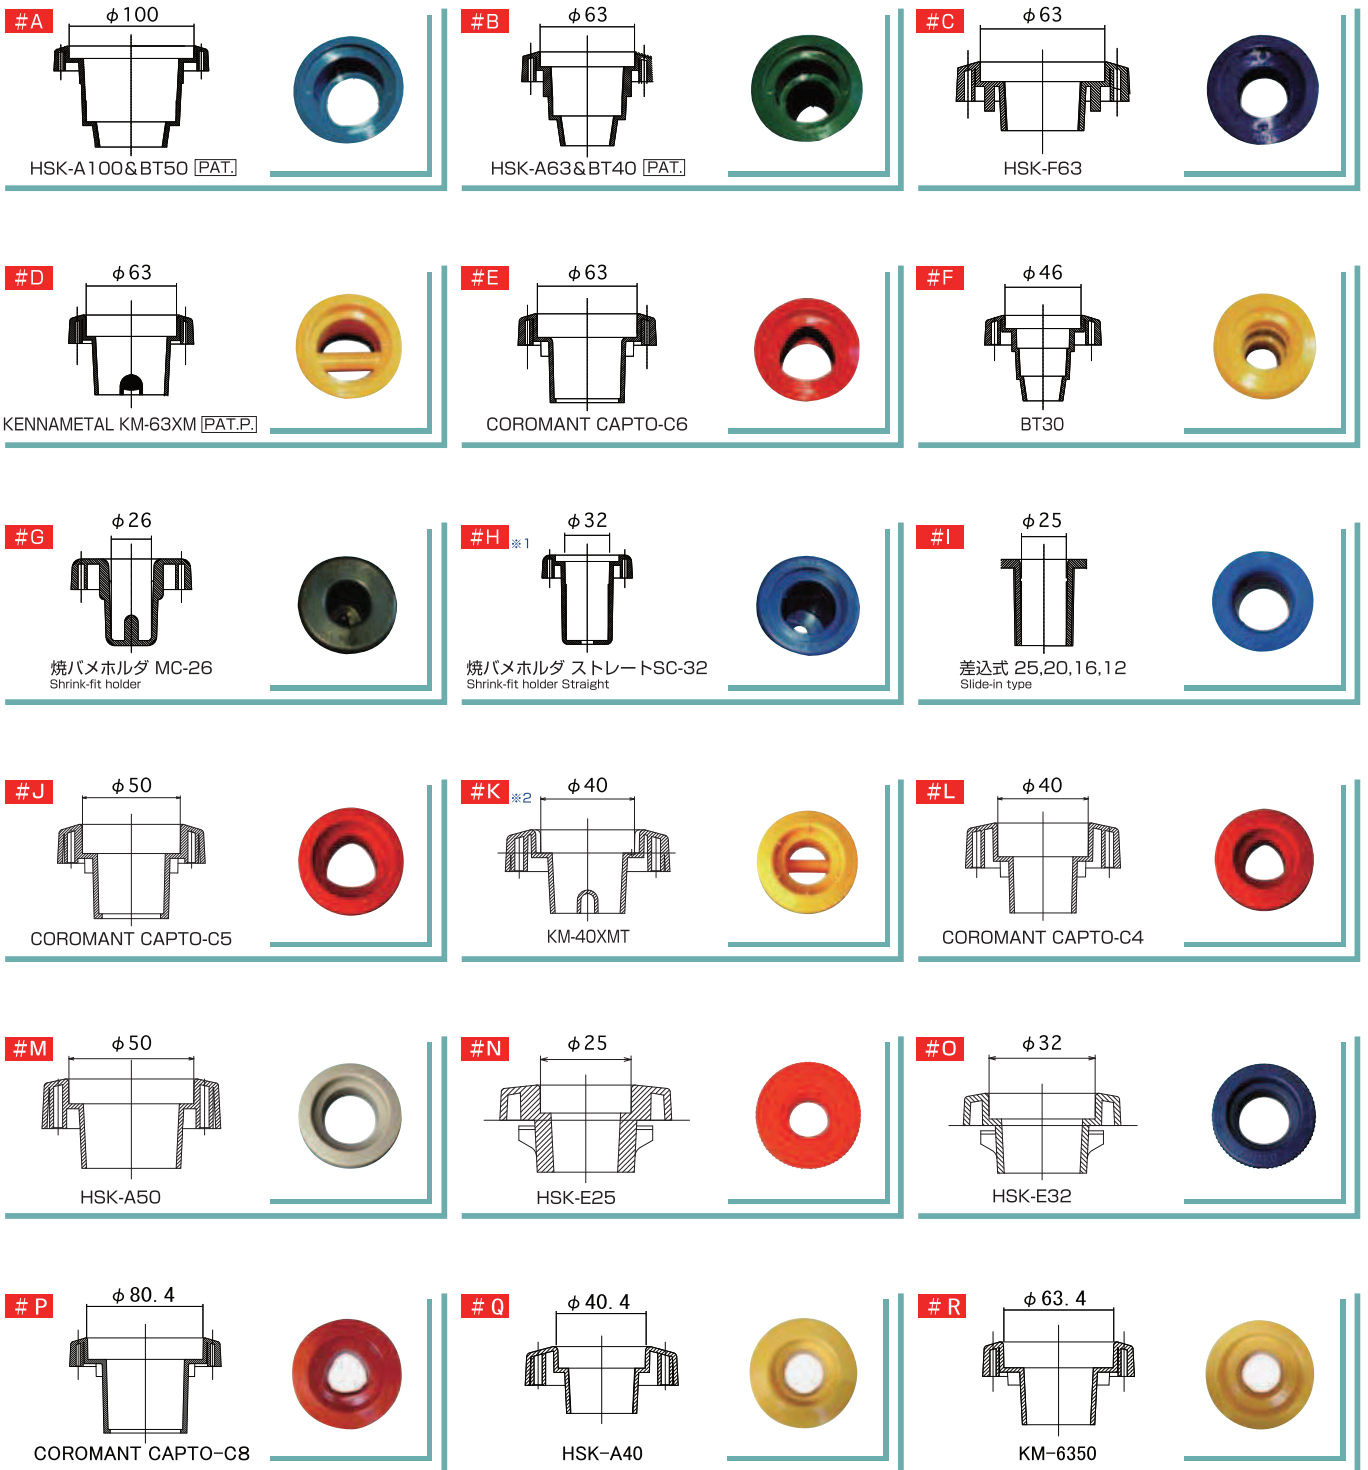 #A
φ100
HSK-A100&BT50 PAT.
#B
φ63
HSK-A63&BT40 PAT.
#C
φ63
HSK-F63
#D
φ63
KENNAMETAL KM-63XM PAT.P.
#E
φ63
COROMANT CAPTO-C6
#F
φ46
BT30
#G
φ26
焼バメホルダ MC-26
Shrink-fit holder
#H ※1
φ32
焼バメホルダ ストレートSC-32
Shrink-fit holder Straight
#I
φ25
差込式 25,20,16,12
Slide-in type
#J
φ50
COROMANT CAPTO-C5
#K ※2
φ40
KM-40XMT
#L
φ40
COROMANT CAPTO-C4
#M
φ50
HSK-A50
#N
φ25
HSK-E25
#O
φ32
HSK-E32
#P
φ80.4
COROMANT CAPTO-C8
#Q
φ40.4
HSK-A40
#R
φ63.4
KM-6350